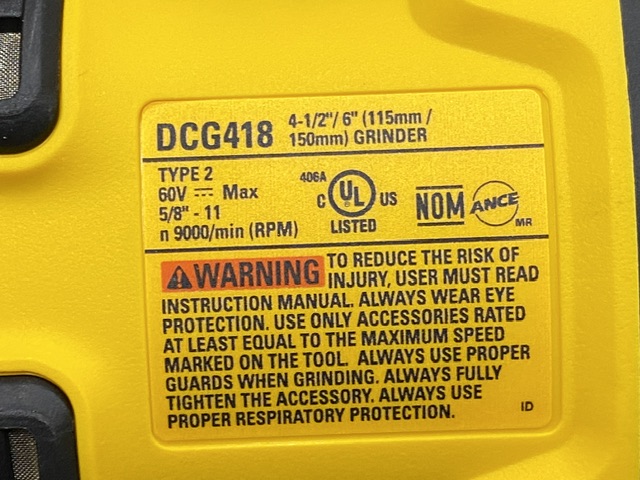 DCG418 4-1/2"/ 6" (115mm /
150mm) GRINDER
TYPE 2
60V ⎓ Max
5/8" - 11
n 9000/min (RPM)
406A
C UL US
LISTED
NOM ANCE
MR
⚠WARNING TO REDUCE THE RISK OF
INJURY, USER MUST READ
INSTRUCTION MANUAL. ALWAYS WEAR EYE
PROTECTION. USE ONLY ACCESSORIES RATED
AT LEAST EQUAL TO THE MAXIMUM SPEED
MARKED ON THE TOOL. ALWAYS USE PROPER
GUARDS WHEN GRINDING. ALWAYS FULLY
TIGHTEN THE ACCESSORY. ALWAYS USE
PROPER RESPIRATORY PROTECTION.
ID